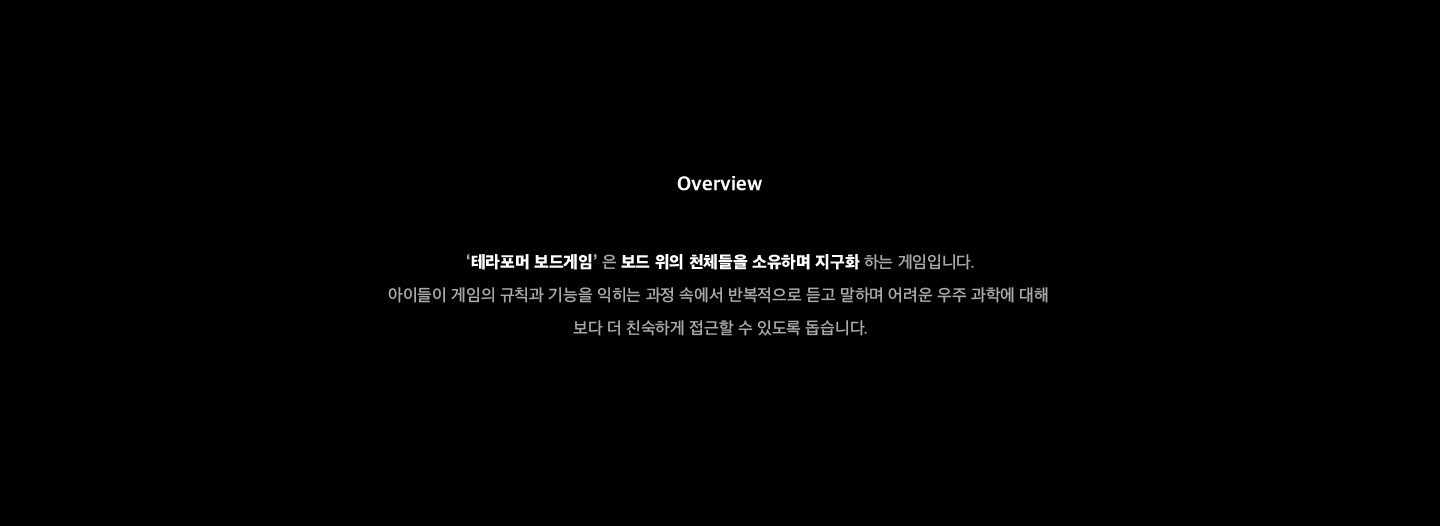 Overview
‘테라포머 보드게임’ 은 보드 위의 천체들을 소유하며 지구화 하는 게임입니다.
아이들이 게임의 규칙과 기능을 익히는 과정 속에서 반복적으로 듣고 말하며 어려운 우주 과학에 대해
보다 더 친숙하게 접근할 수 있도록 돕습니다.